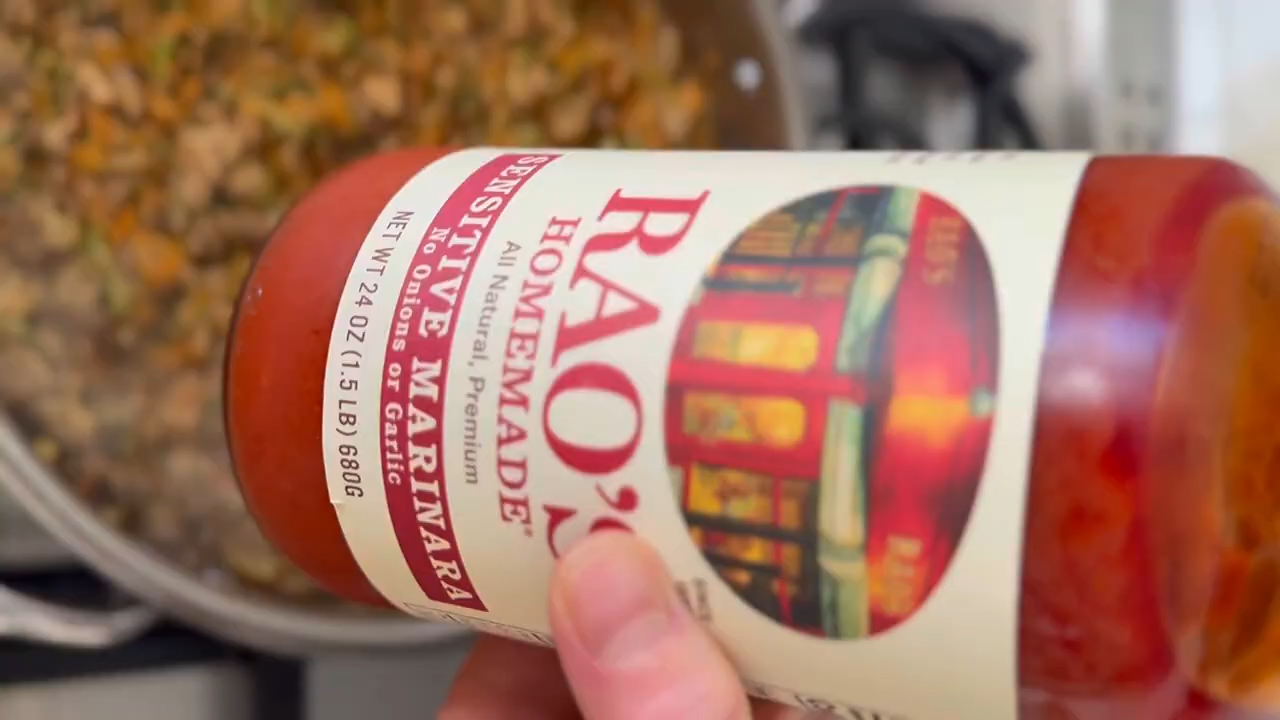 RAO'S
HOMEMADE®
All Natural, Premium
SENSITIVE MARINARA
No Onions or Garlic
NET WT 24 OZ (1.5 LB) 680G